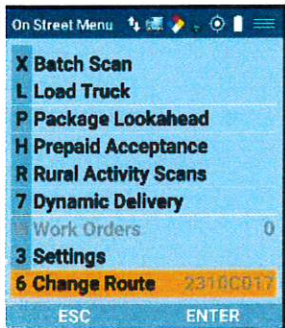 On Street Menu
X Batch Scan
L Load Truck
P Package Lookahead
H Prepaid Acceptance
R Rural Activity Scans
7 Dynamic Delivery
Work Orders 0
3 Settings
6 Change Route 2310C017
ESC ENTER